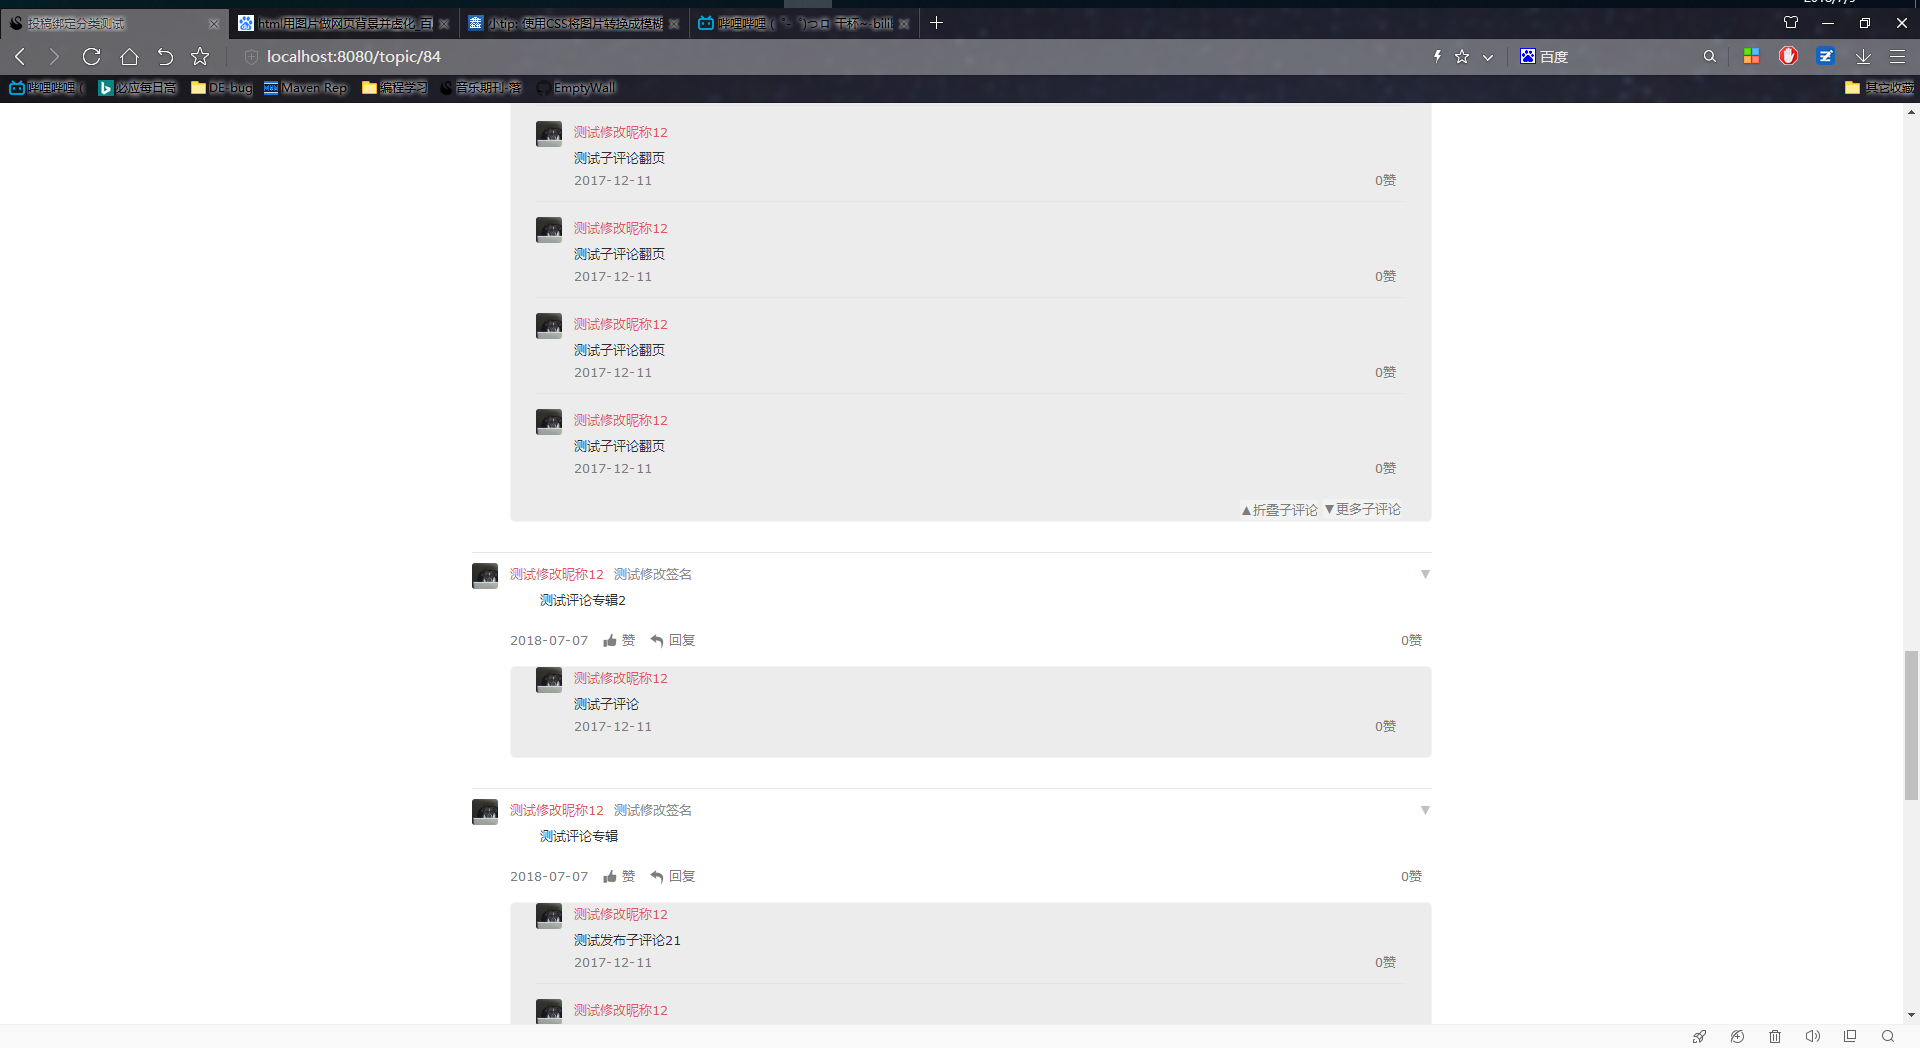 投稿绑定分类测试
html用图片做网页背景并虚化_百
小tip: 使用CSS将图片转换成模糊
哔哩哔哩 ( ゜- ゜)つロ 干杯~-bili
localhost:8080/topic/84
百度
哔哩哔哩 (
必应每日高
DE-bug
Maven Rep
编程学习
音乐期刊-落
EmptyWall
其它收藏
测试修改昵称12
测试子评论翻页
2017-12-11 0赞
测试修改昵称12
测试子评论翻页
2017-12-11 0赞
测试修改昵称12
测试子评论翻页
2017-12-11 0赞
测试修改昵称12
测试子评论翻页
2017-12-11 0赞
▲折叠子评论 ▼更多子评论
测试修改昵称12 测试修改签名 ▼
测试评论专辑2
2018-07-07 赞 回复 0赞
测试修改昵称12
测试子评论
2017-12-11 0赞
测试修改昵称12 测试修改签名 ▼
测试评论专辑
2018-07-07 赞 回复 0赞
测试修改昵称12
测试发布子评论21
2017-12-11 0赞
测试修改昵称12